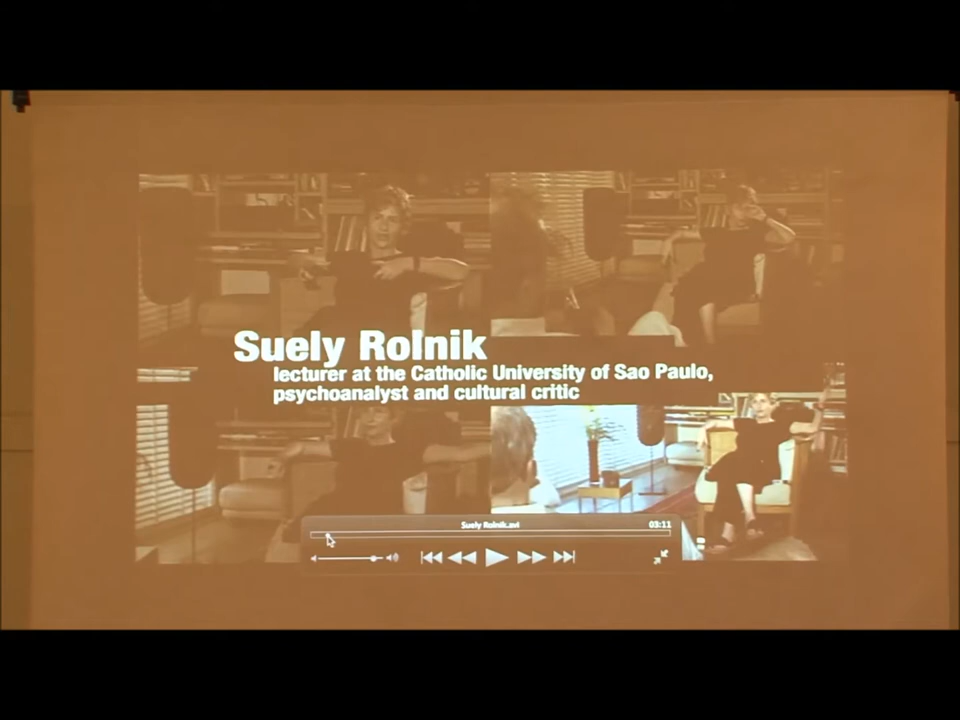 Suely Rolnik
lecturer at the Catholic University of Sao Paulo,
psychoanalyst and cultural critic
Suely Rolnik.avi
03:11